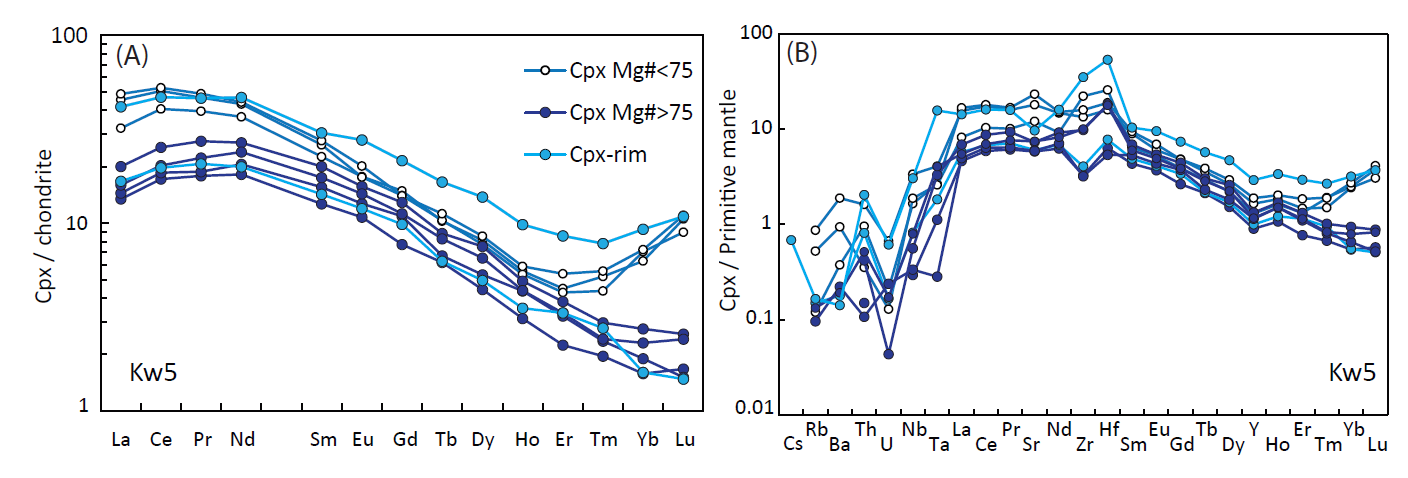 (A)
100
10
1
Cpx / chondrite
Cpx Mg#<75
Cpx Mg#>75
Cpx-rim
Kw5
La Ce Pr Nd Sm Eu Gd Tb Dy Ho Er Tm Yb Lu
(B)
100
10
1
0.1
0.01
Cpx / Primitive mantle
Kw5
Rb Th Nb La Pr Nd Hf Eu Tb Y Er Yb
Cs Ba U Ta Ce Sr Zr Sm Gd Dy Ho Tm Lu